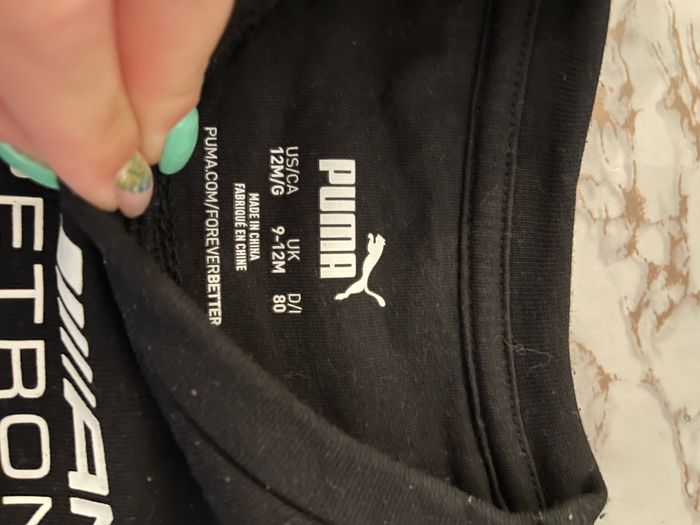 PUMA
US/CA UK D/I
12M/G 9-12M 80
MADE IN CHINA
FABRIQUÉ EN CHINE
PUMA.COM/FOREVERBETTER